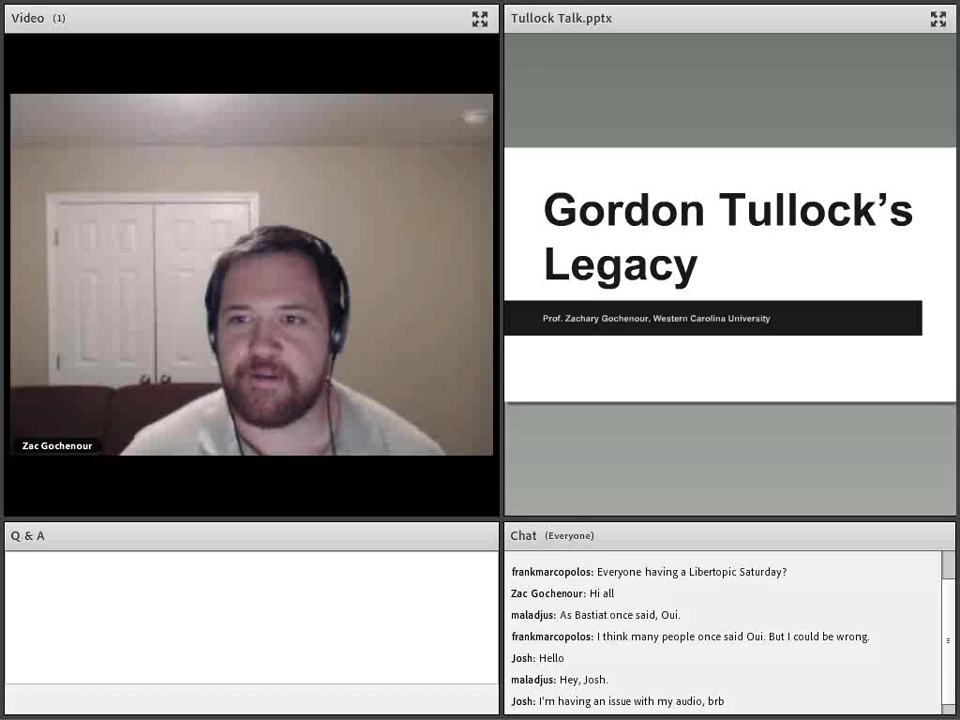 Video (1)
Zac Gochenour
Tullock Talk.pptx
Gordon Tullock’s
Legacy
Prof. Zachary Gochenour, Western Carolina University
Q & A
Chat (Everyone)
frankmarcopolos: Everyone having a Libertopic Saturday?
Zac Gochenour: Hi all
maladjus: As Bastiat once said, Oui.
frankmarcopolos: I think many people once said Oui. But I could be wrong.
Josh: Hello
maladjus: Hey, Josh.
Josh: I'm having an issue with my audio, brb